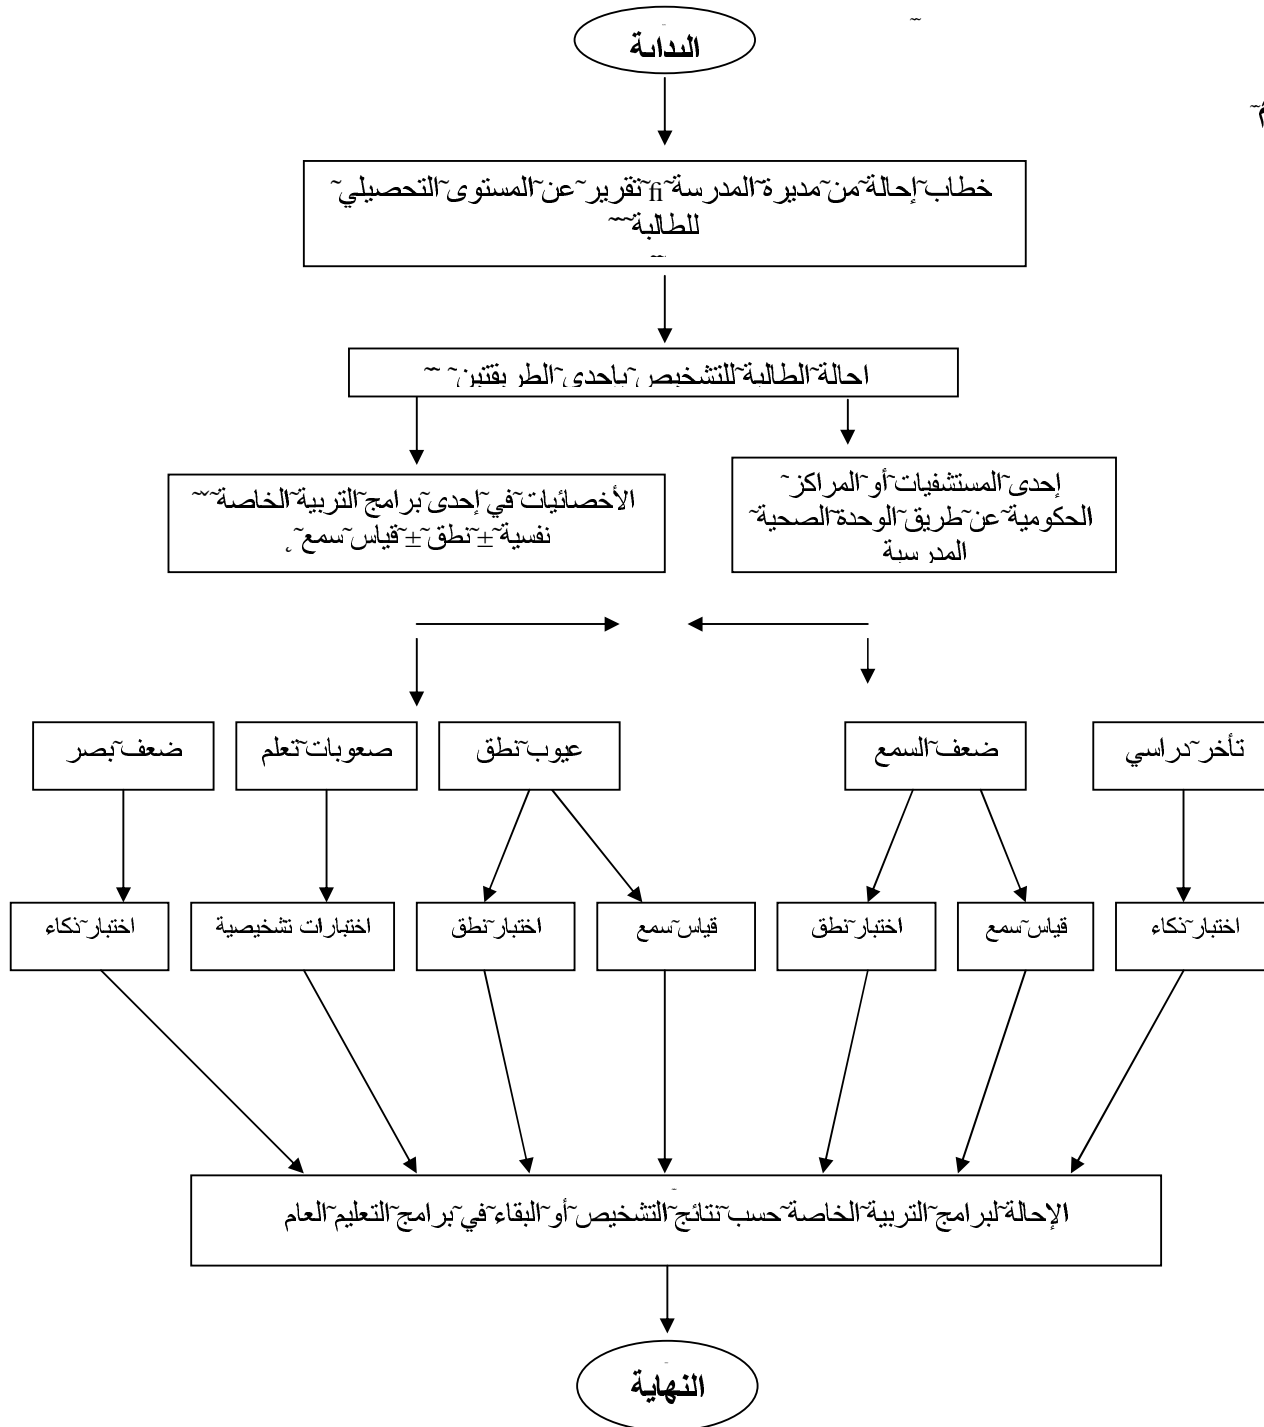 البداية
خطاب إحالة من مديرة المدرسة تقرير عن المستوى التحصيلي
للطالبة
احالة الطالبة للتشخيص بإحدى الطريقتين
إحدى المستشفيات أو المراكز
الحكومية عن طريق الوحدة الصحية
المدرسية
الأخصائيات في إحدى برامج التربية الخاصة
نفسية ± نطق ± قياس سمع
تأخر دراسي
ضعف السمع
عيوب نطق
صعوبات تعلم
ضعف بصر
اختبار ذكاء
قياس سمع
اختبار نطق
قياس سمع
اختبار نطق
اختبارات تشخيصية
اختبار ذكاء
الإحالة لبرامج التربية الخاصة حسب نتائج التشخيص أو البقاء في برامج التعليم العام
النهاية